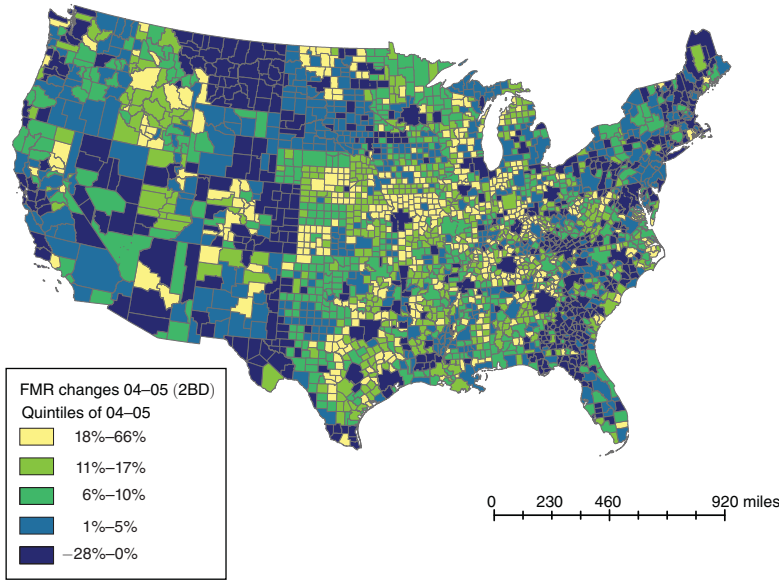 FMR changes 04–05 (2BD)
Quintiles of 04–05
18%–66%
11%–17%
6%–10%
1%–5%
−28%–0%
0 230 460 920 miles